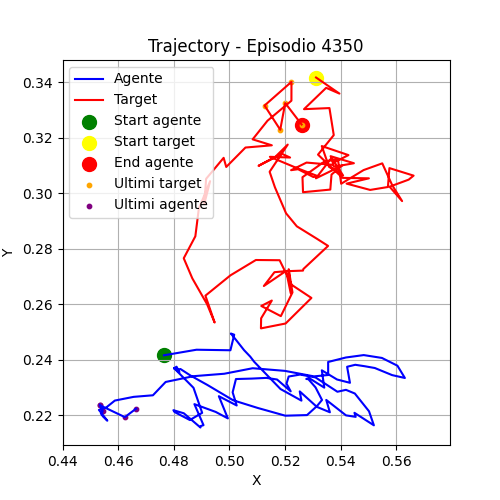 Trajectory - Episodio 4350
Agente
Target
Start agente
Start target
End agente
Ultimi target
Ultimi agente
Y
0.34
0.32
0.30
0.28
0.26
0.24
0.22
0.44
0.46
0.48
0.50
0.52
0.54
0.56
X